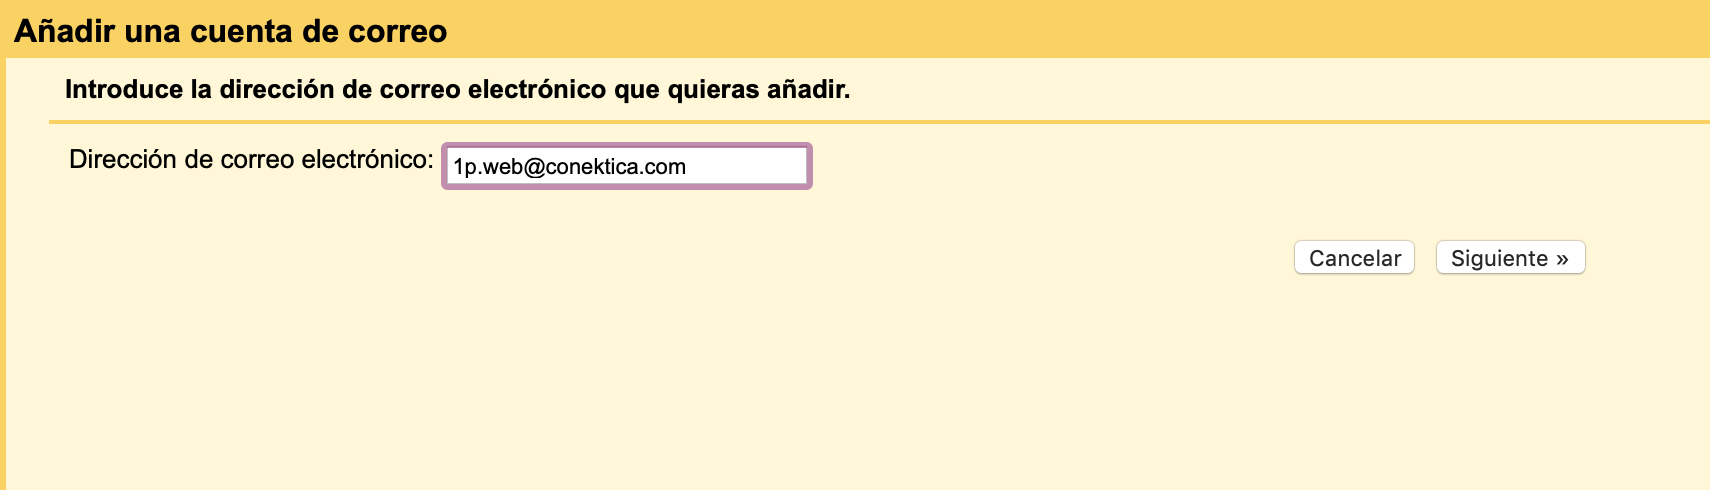 Añadir una cuenta de correo
Introduce la dirección de correo electrónico que quieras añadir.
Dirección de correo electrónico: 1p.web@conektica.com
Cancelar Siguiente »